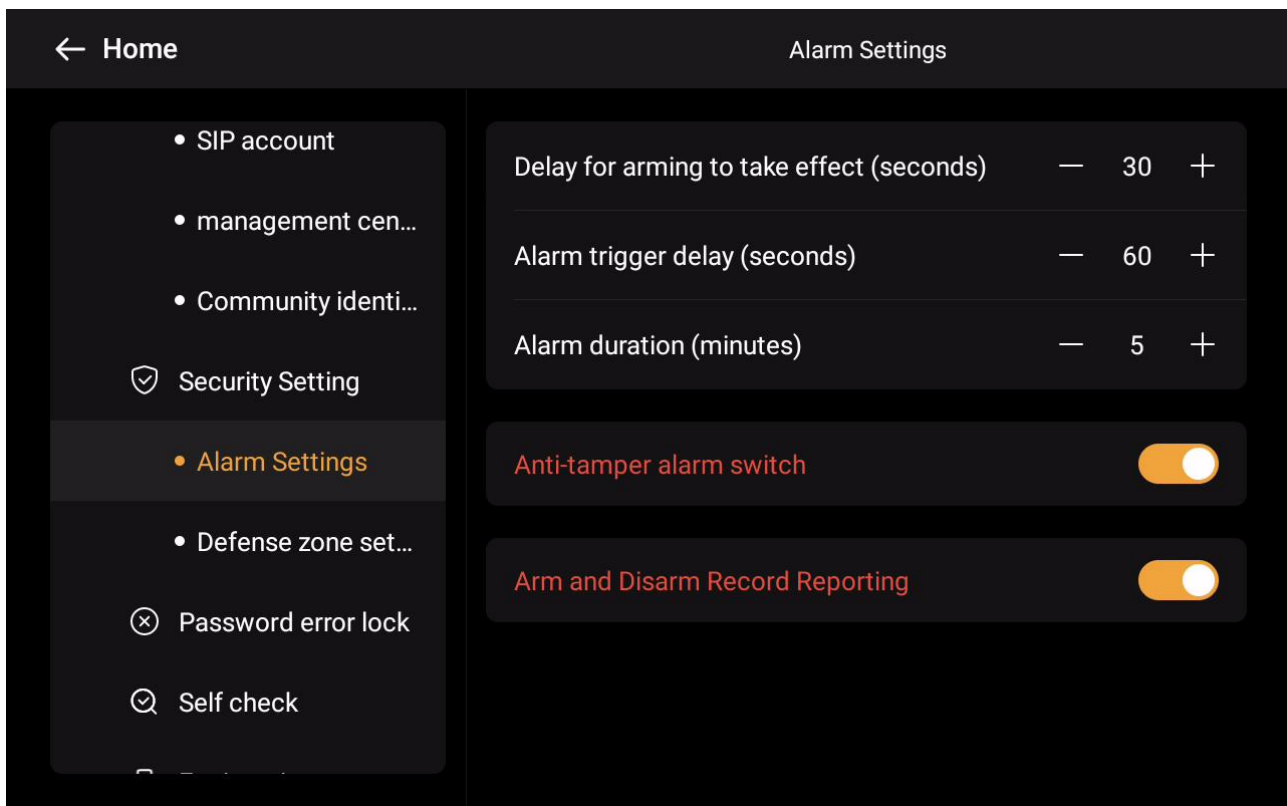 Home
Alarm Settings
SIP account
management cen...
Community identi...
Security Setting
Alarm Settings
Defense zone set...
Password error lock
Self check
Delay for arming to take effect (seconds)
30
Alarm trigger delay (seconds)
60
Alarm duration (minutes)
5
Anti-tamper alarm switch
Arm and Disarm Record Reporting